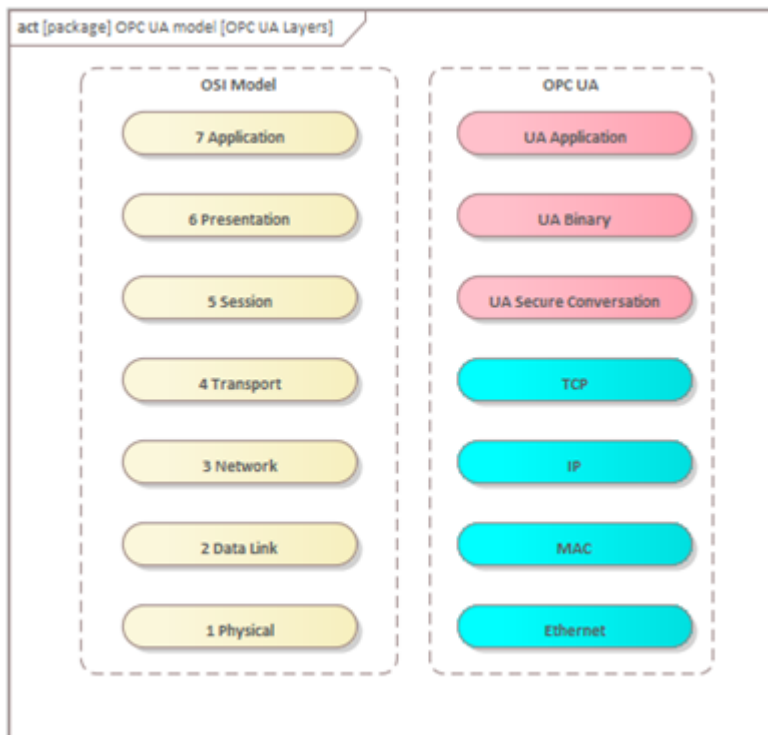 act [package] OPC UA model [OPC UA Layers]
OSI Model
7 Application
6 Presentation
5 Session
4 Transport
3 Network
2 Data Link
1 Physical
OPC UA
UA Application
UA Binary
UA Secure Conversation
TCP
IP
MAC
Ethernet